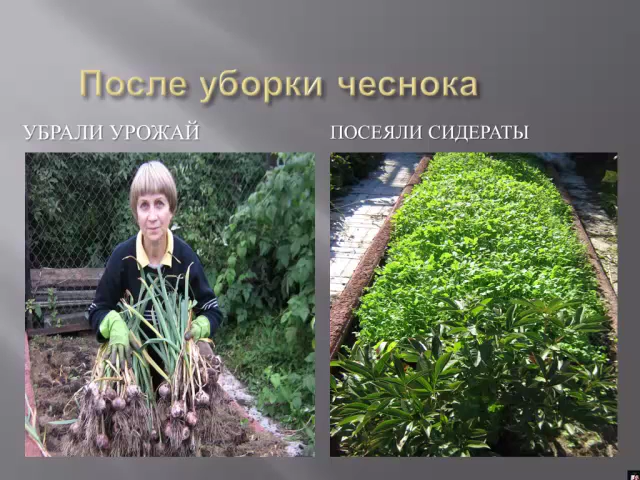 После уборки чеснока
УБРАЛИ УРОЖАЙ
ПОСЕЯЛИ СИДЕРАТЫ